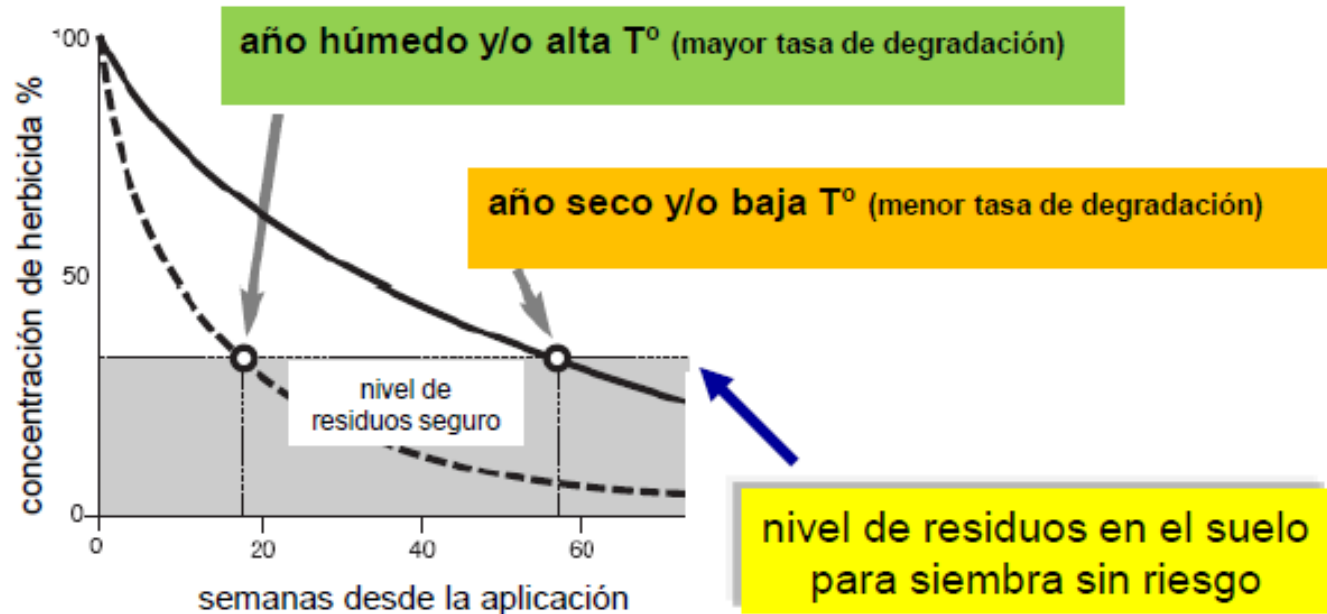 año húmedo y/o alta Tº (mayor tasa de degradación)
año seco y/o baja Tº (menor tasa de degradación)
concentración de herbicida %
100
50
0
nivel de
residuos seguro
0
20
40
60
semanas desde la aplicación
nivel de residuos en el suelo
para siembra sin riesgo